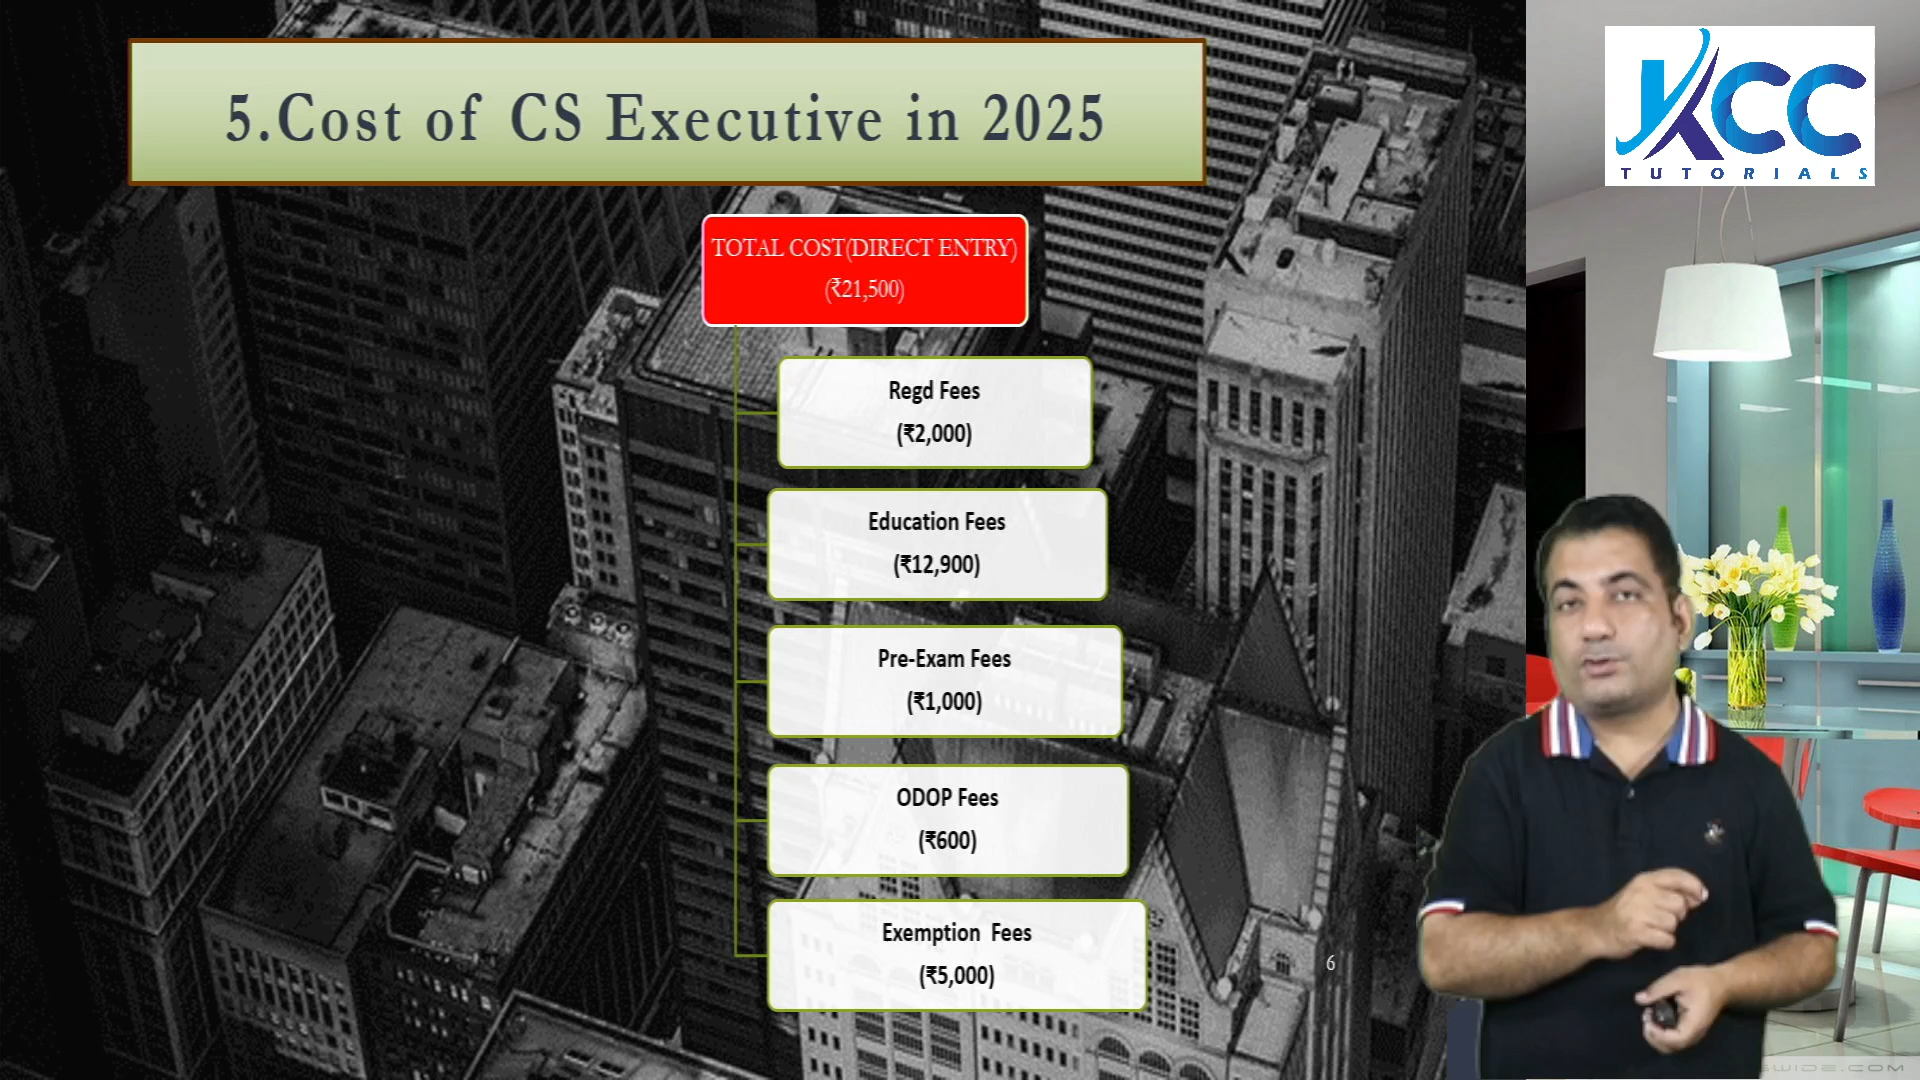 5.Cost of CS Executive in 2025
KCC
TUTORIALS
TOTAL COST(DIRECT ENTRY)
(₹21,500)
Regd Fees
(₹2,000)
Education Fees
(₹12,900)
Pre-Exam Fees
(₹1,000)
ODOP Fees
(₹600)
Exemption Fees
(₹5,000)
6